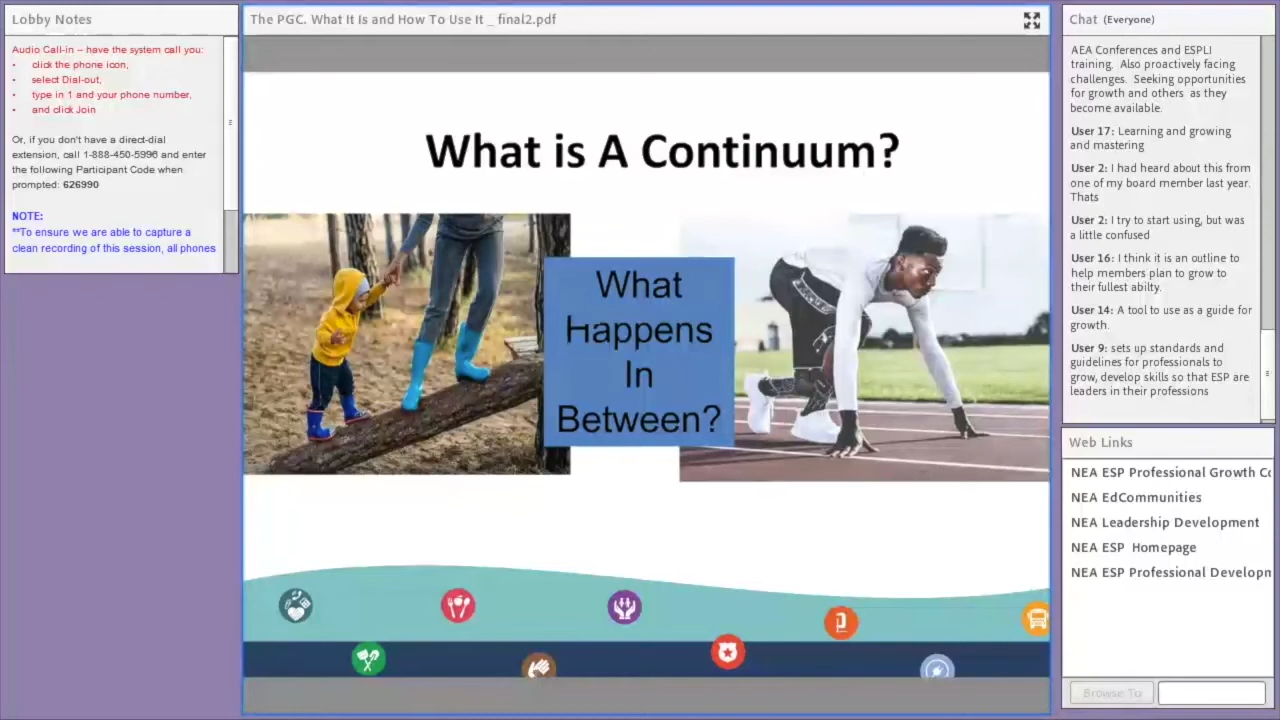 Lobby Notes
Audio Call-in – have the system call you:
• click the phone icon,
• select Dial-out,
• type in 1 and your phone number,
• and click Join
Or, if you don't have a direct-dial
extension, call 1-888-450-5996 and enter
the following Participant Code when
prompted: 626990
NOTE:
**To ensure we are able to capture a
clean recording of this session, all phones
The PGC. What It Is and How To Use It _ final2.pdf
What is A Continuum?
What
Happens
In
Between?
Chat (Everyone)
AEA Conferences and ESPLI
training. Also proactively facing
challenges. Seeking opportunities
for growth and others as they
become available.
User 17: Learning and growing
and mastering
User 2: I had heard about this from
one of my board member last year.
Thats
User 2: I try to start using, but was
a little confused
User 16: I think it is an outline to
help members plan to grow to
their fullest abilty.
User 14: A tool to use as a guide for
growth.
User 9: sets up standards and
guidelines for professionals to
grow, develop skills so that ESP are
leaders in their professions
Web Links
NEA ESP Professional Growth Co
NEA EdCommunities
NEA Leadership Development
NEA ESP Homepage
NEA ESP Professional Developn
Browse To: